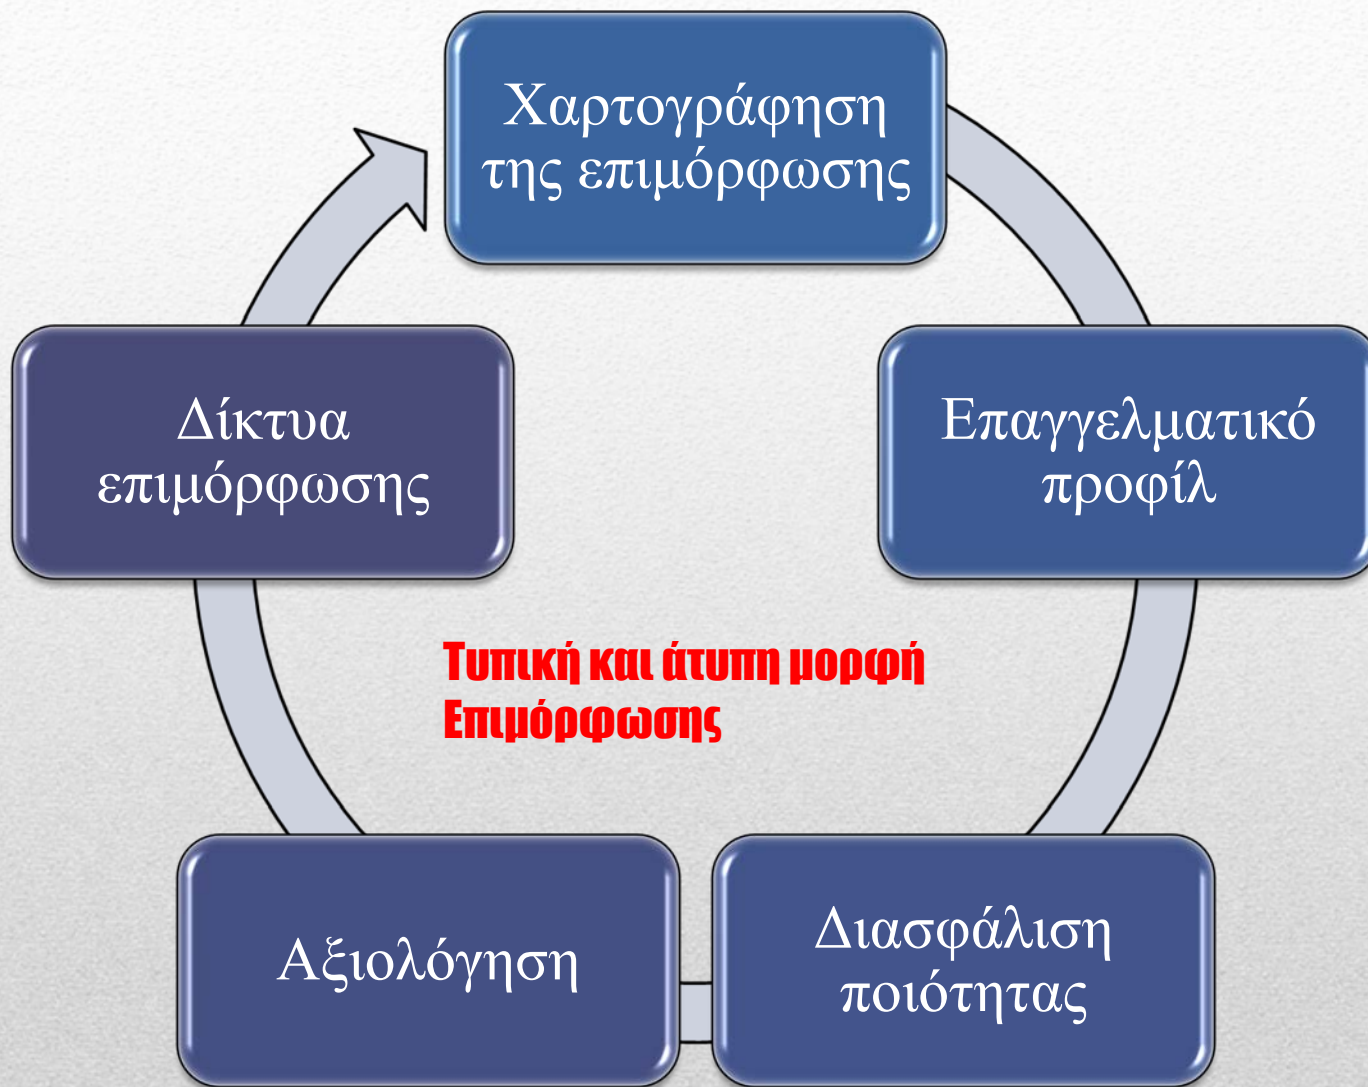 Χαρτογράφηση
της επιμόρφωσης
Επαγγελματικό
προφίλ
Διασφάλιση
ποιότητας
Αξιολόγηση
Δίκτυα
επιμόρφωσης
Τυπική και άτυπη μορφή
Επιμόρφωσης